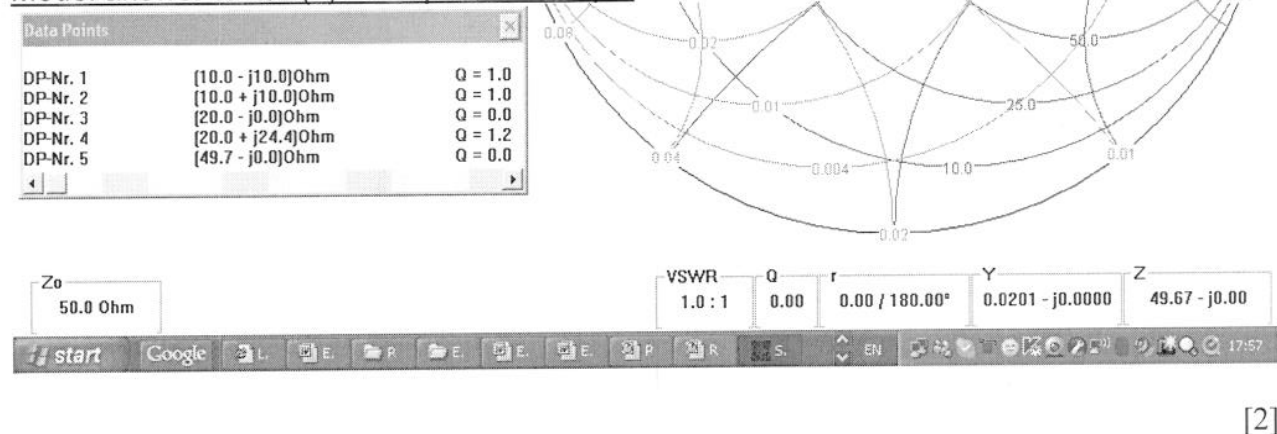 Data Points
DP-Nr. 1 (10.0 - j10.0)Ohm Q = 1.0
DP-Nr. 2 (10.0 + j10.0)Ohm Q = 1.0
DP-Nr. 3 (20.0 - j0.0)Ohm Q = 0.0
DP-Nr. 4 (20.0 + j24.4)Ohm Q = 1.2
DP-Nr. 5 (49.7 - j0.0)Ohm Q = 0.0
0.08
0.02
50.0
0.01
25.0
0.04
0.004
10.0
0.01
0.02
Zo
50.0 Ohm
VSWR
1.0 : 1
Q
0.00
r
0.00 / 180.00°
Y
0.0201 - j0.0000
Z
49.67 - j0.00
start Google L. E. R E. E. E. P R S. EN 17:57
[2]